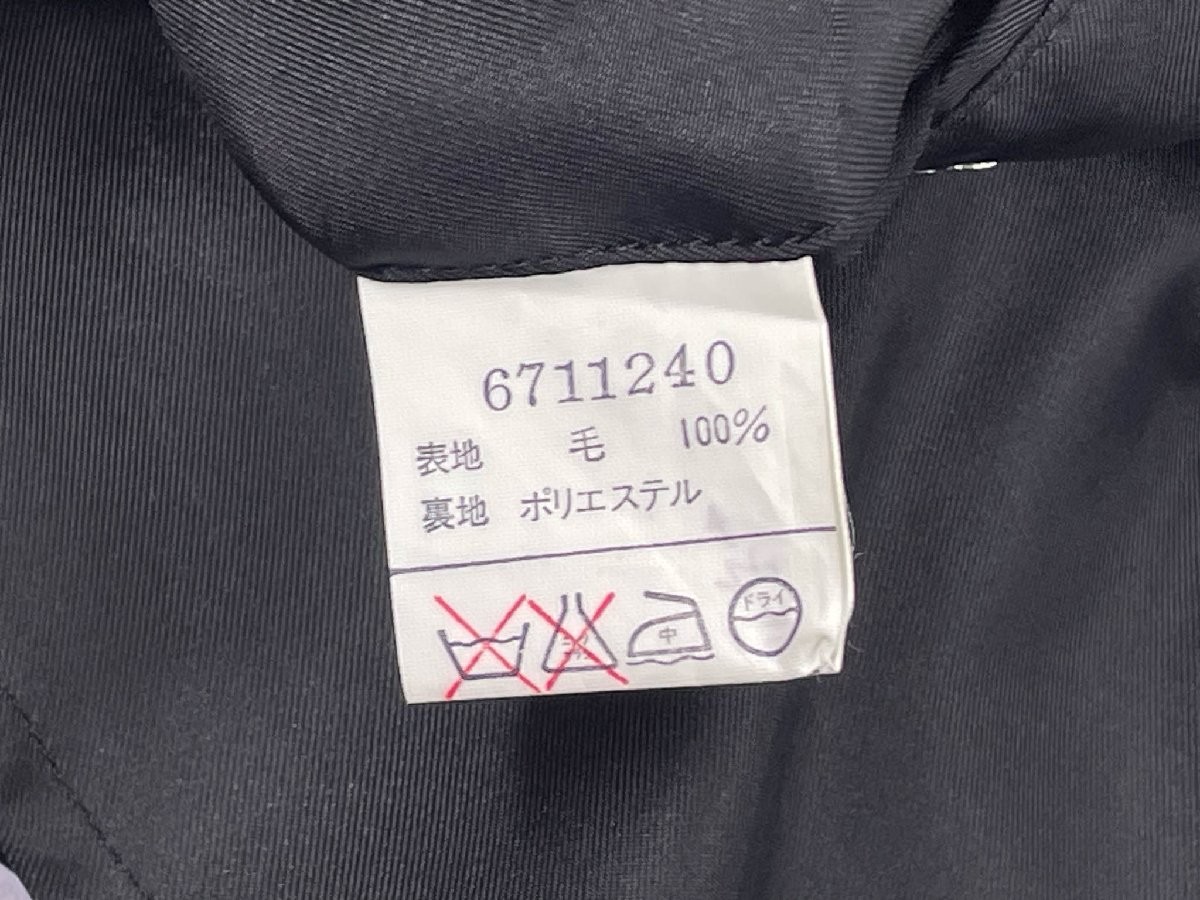 6711240
表地 毛 100%
裏地 ポリエステル
中 ドライ